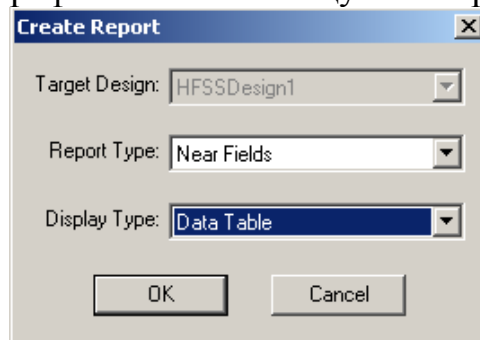 Create Report
Target Design: HFSSDesign1
Report Type: Near Fields
Display Type: Data Table
OK Cancel